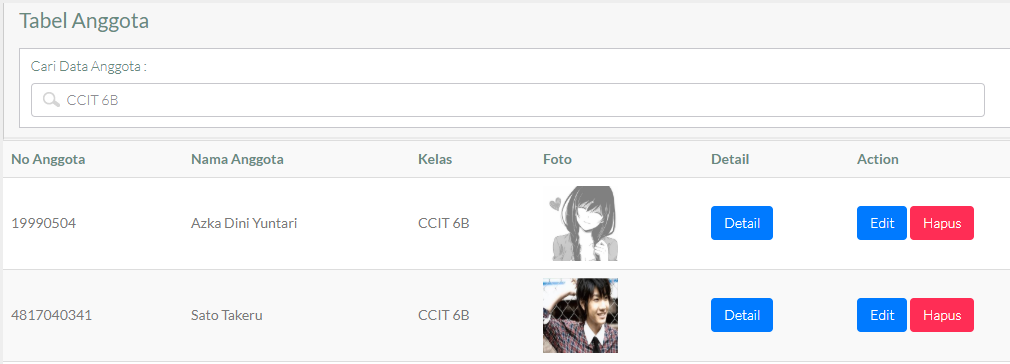 Tabel Anggota
Cari Data Anggota :
CCIT 6B
No Anggota Nama Anggota Kelas Foto Detail Action
19990504 Azka Dini Yuntari CCIT 6B Detail Edit Hapus
4817040341 Sato Takeru CCIT 6B Detail Edit Hapus